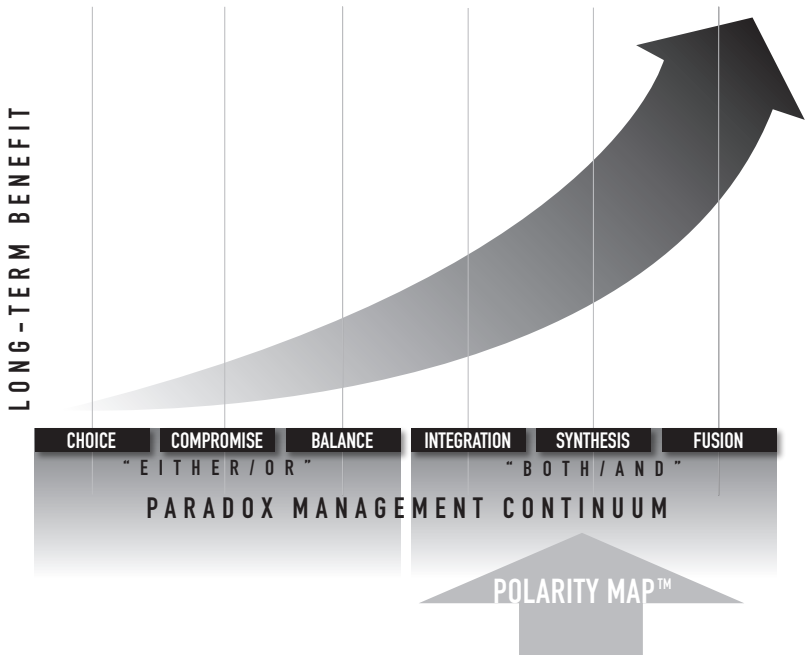 LONG-TERM BENEFIT
CHOICE COMPROMISE BALANCE INTEGRATION SYNTHESIS FUSION
“EITHER/OR” “BOTH/AND”
PARADOX MANAGEMENT CONTINUUM
POLARITY MAP™